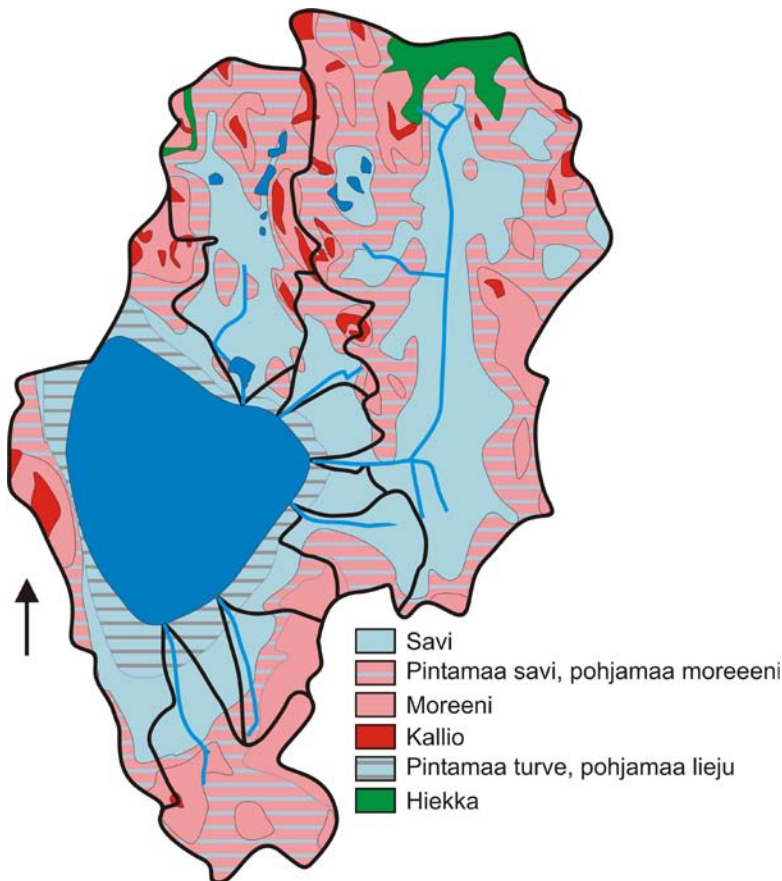 Savi
Pintamaa savi, pohjamaa moreeeni
Moreeni
Kallio
Pintamaa turve, pohjamaa lieju
Hiekka